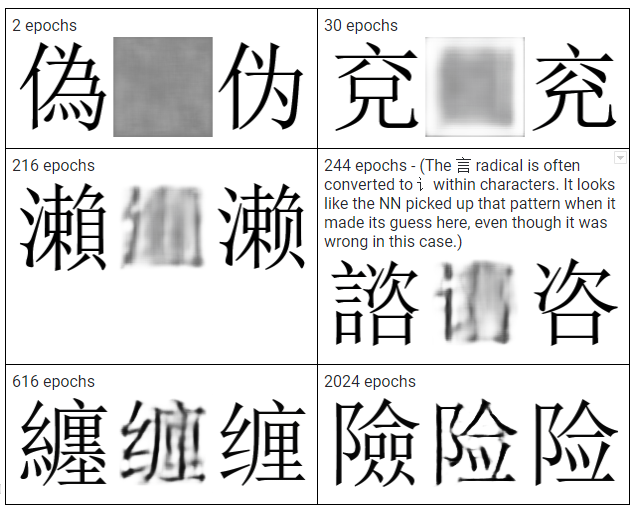 2 epochs
偽 伪
30 epochs
兗 兖
216 epochs
瀨 濑
244 epochs - (The 言 radical is often
converted to 讠 within characters. It looks
like the NN picked up that pattern when it
made its guess here, even though it was
wrong in this case.)
諮 咨
616 epochs
纏 缠 缠
2024 epochs
險 险 险